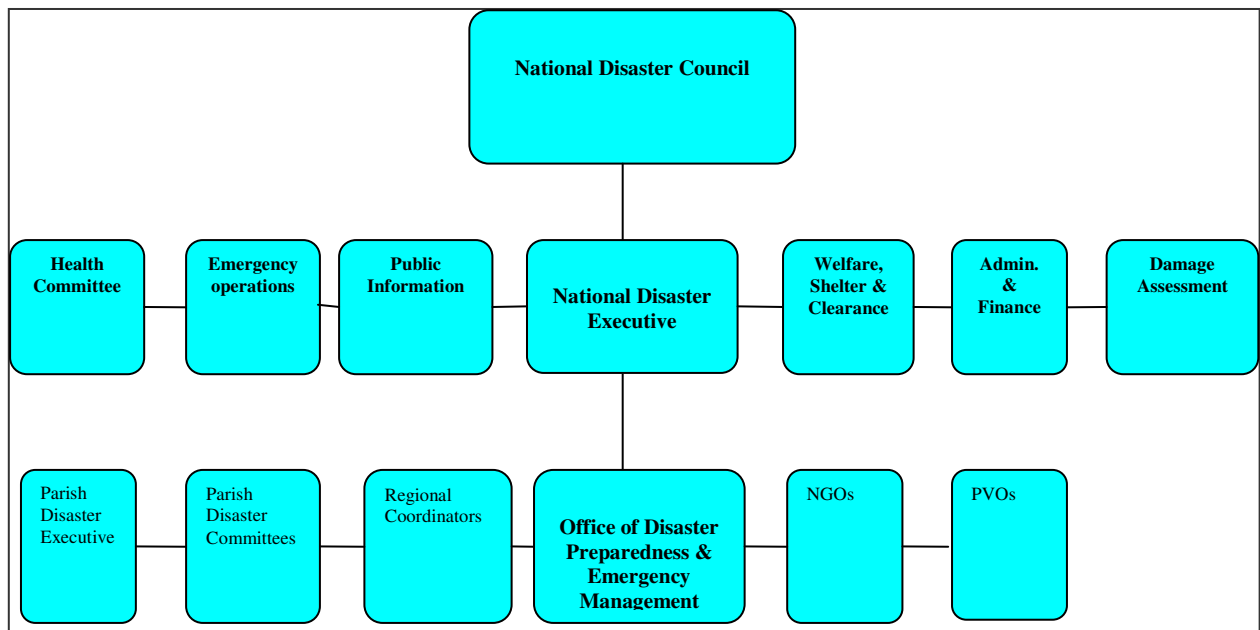 National Disaster Council
Health
Committee
Emergency
operations
Public
Information
National Disaster
Executive
Welfare,
Shelter &
Clearance
Admin.
&
Finance
Damage
Assessment
Parish
Disaster
Executive
Parish
Disaster
Committees
Regional
Coordinators
Office of Disaster
Preparedness &
Emergency
Management
NGOs
PVOs